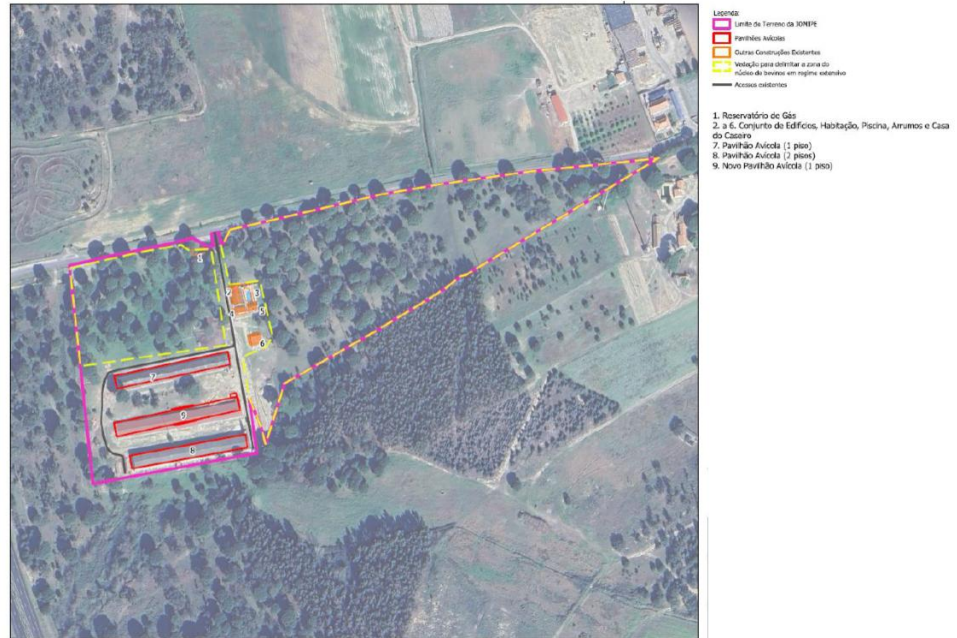 Legenda:
Limite de Terreno da JOMIPE
Pavilhões Avícolas
Outras Construções Existentes
Vedação para delimitar a zona do
núcleo de bovinos em regime extensivo
Acessos existentes
1. Reservatório de Gás
2. a 6. Conjunto de Edifícios, Habitação, Piscina, Arrumos e Casa
do Caseiro
7. Pavilhão Avícola (1 piso)
8. Pavilhão Avícola (2 pisos)
9. Novo Pavilhão Avícola (1 piso)
1
2
3
4
5
6
7
9
8